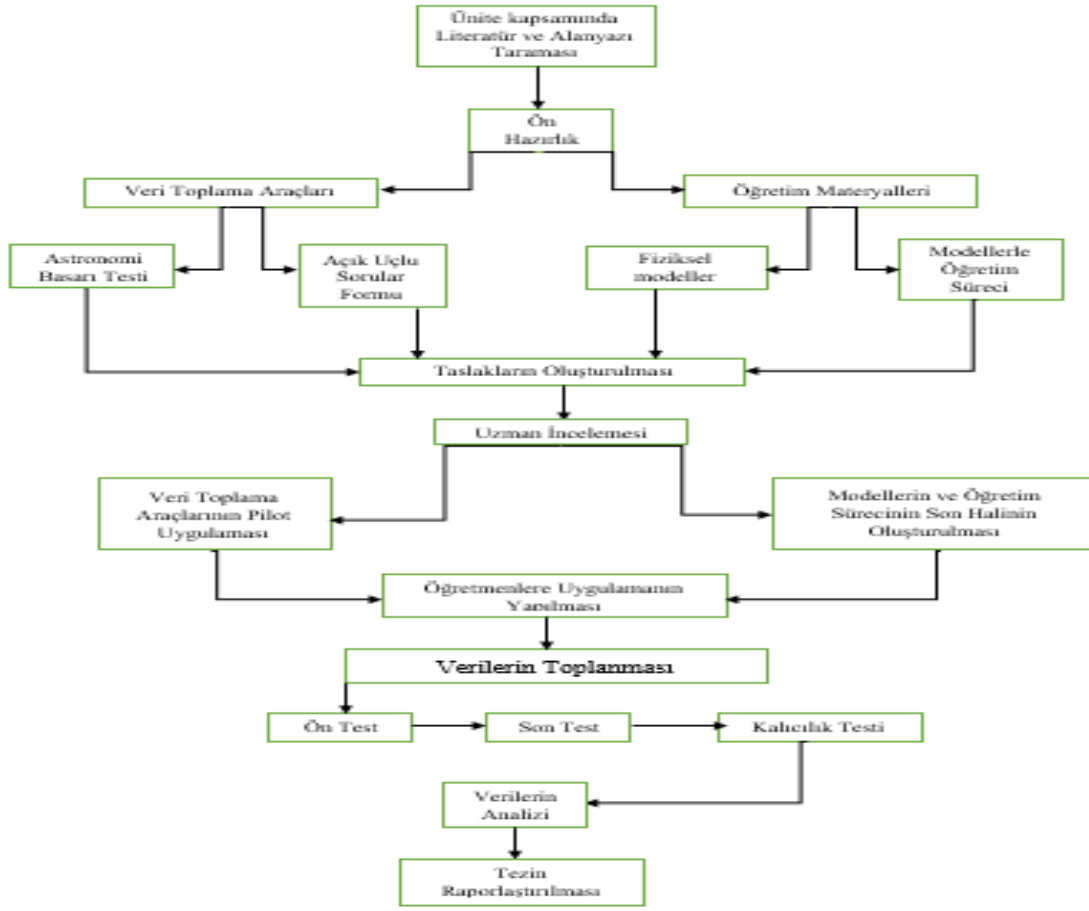 Ünite kapsamında
Literatür ve Alanyazı
Taraması
Ön
Hazırlık
Veri Toplama Araçları
Öğretim Materyalleri
Astronomi
Başarı Testi
Açık Uçlu
Sorular
Formu
Fiziksel
modeller
Modellerle
Öğretim
Süreci
Taslakların Oluşturulması
Uzman İncelemesi
Veri Toplama
Araçlarının Pilot
Uygulaması
Modellerin ve Öğretim
Sürecinin Son Halinin
Oluşturulması
Öğretmenlere Uygulamanın
Yapılması
Verilerin Toplanması
Ön Test
Son Test
Kalıcılık Testi
Verilerin
Analizi
Tezin
Raporlaştırılması